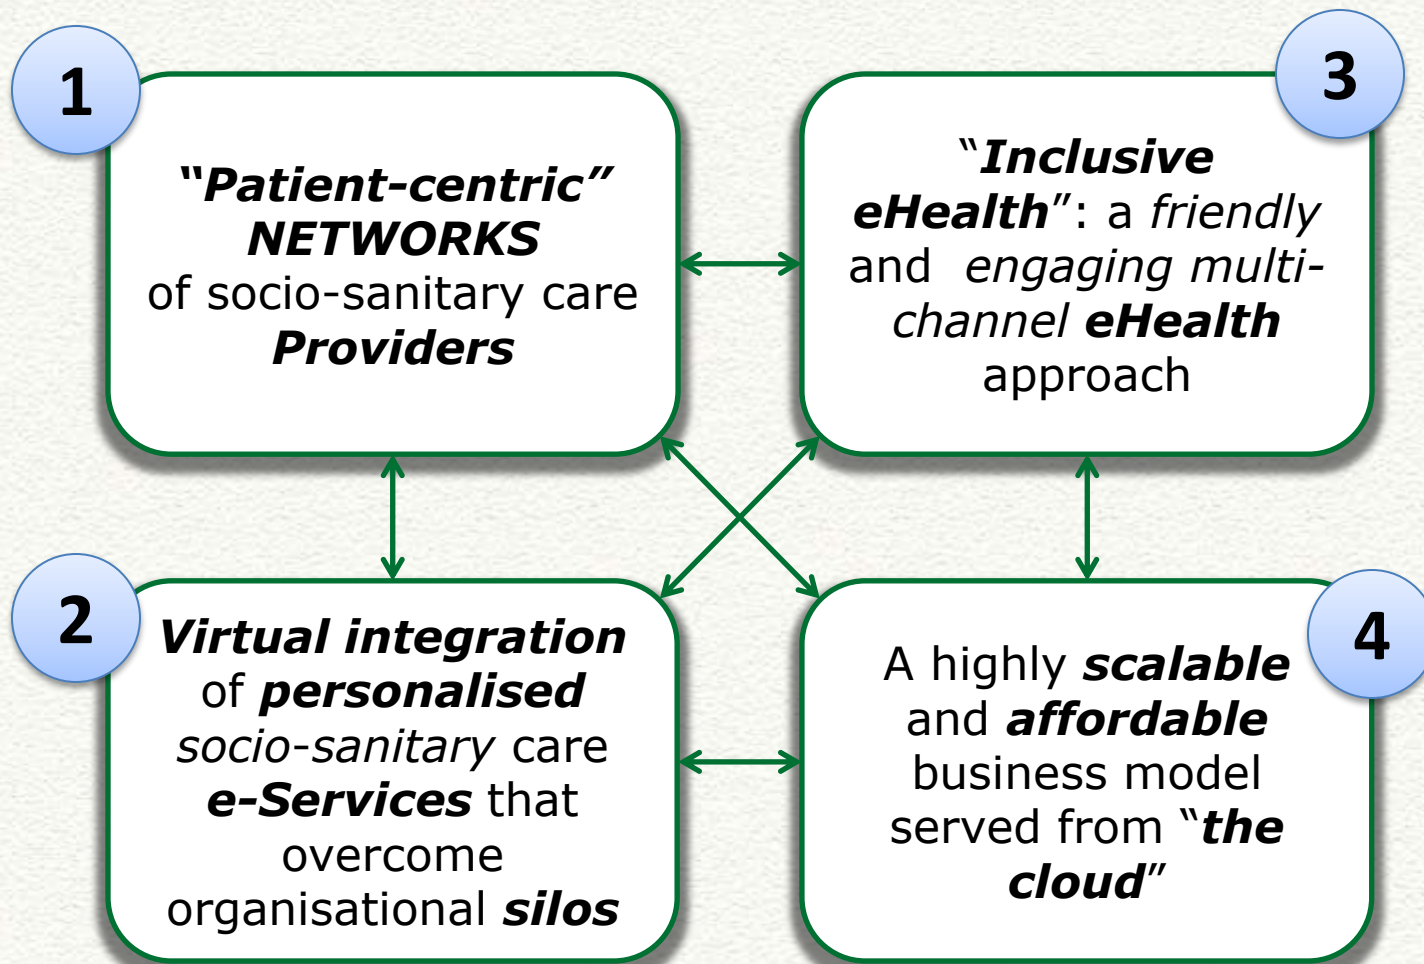 1
“Patient-centric”
NETWORKS
of socio-sanitary care
Providers
2
Virtual integration
of personalised
socio-sanitary care
e-Services that
overcome
organisational silos
3
“Inclusive
eHealth”: a friendly
and engaging multi-
channel eHealth
approach
4
A highly scalable
and affordable
business model
served from “the
cloud”